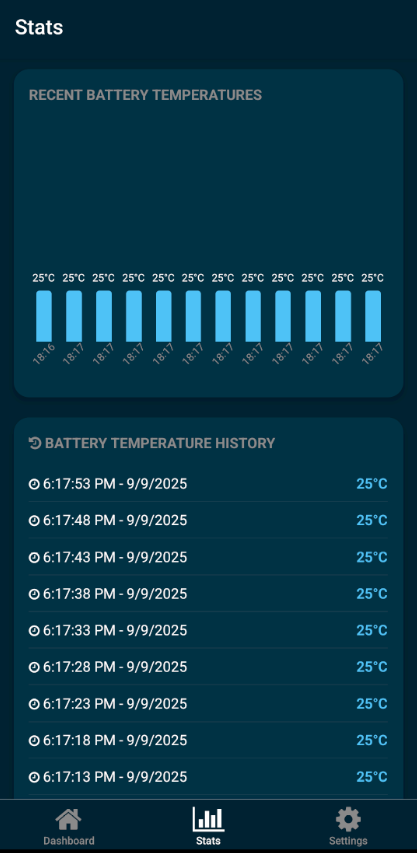 Stats
RECENT BATTERY TEMPERATURES
25°C 25°C 25°C 25°C 25°C 25°C 25°C 25°C 25°C 25°C 25°C 25°C
18:16 18:17 18:17 18:17 18:17 18:17 18:17 18:17 18:17 18:17 18:17 18:17
BATTERY TEMPERATURE HISTORY
6:17:53 PM - 9/9/2025 25°C
6:17:48 PM - 9/9/2025 25°C
6:17:43 PM - 9/9/2025 25°C
6:17:38 PM - 9/9/2025 25°C
6:17:33 PM - 9/9/2025 25°C
6:17:28 PM - 9/9/2025 25°C
6:17:23 PM - 9/9/2025 25°C
6:17:18 PM - 9/9/2025 25°C
6:17:13 PM - 9/9/2025 25°C
Dashboard Stats Settings